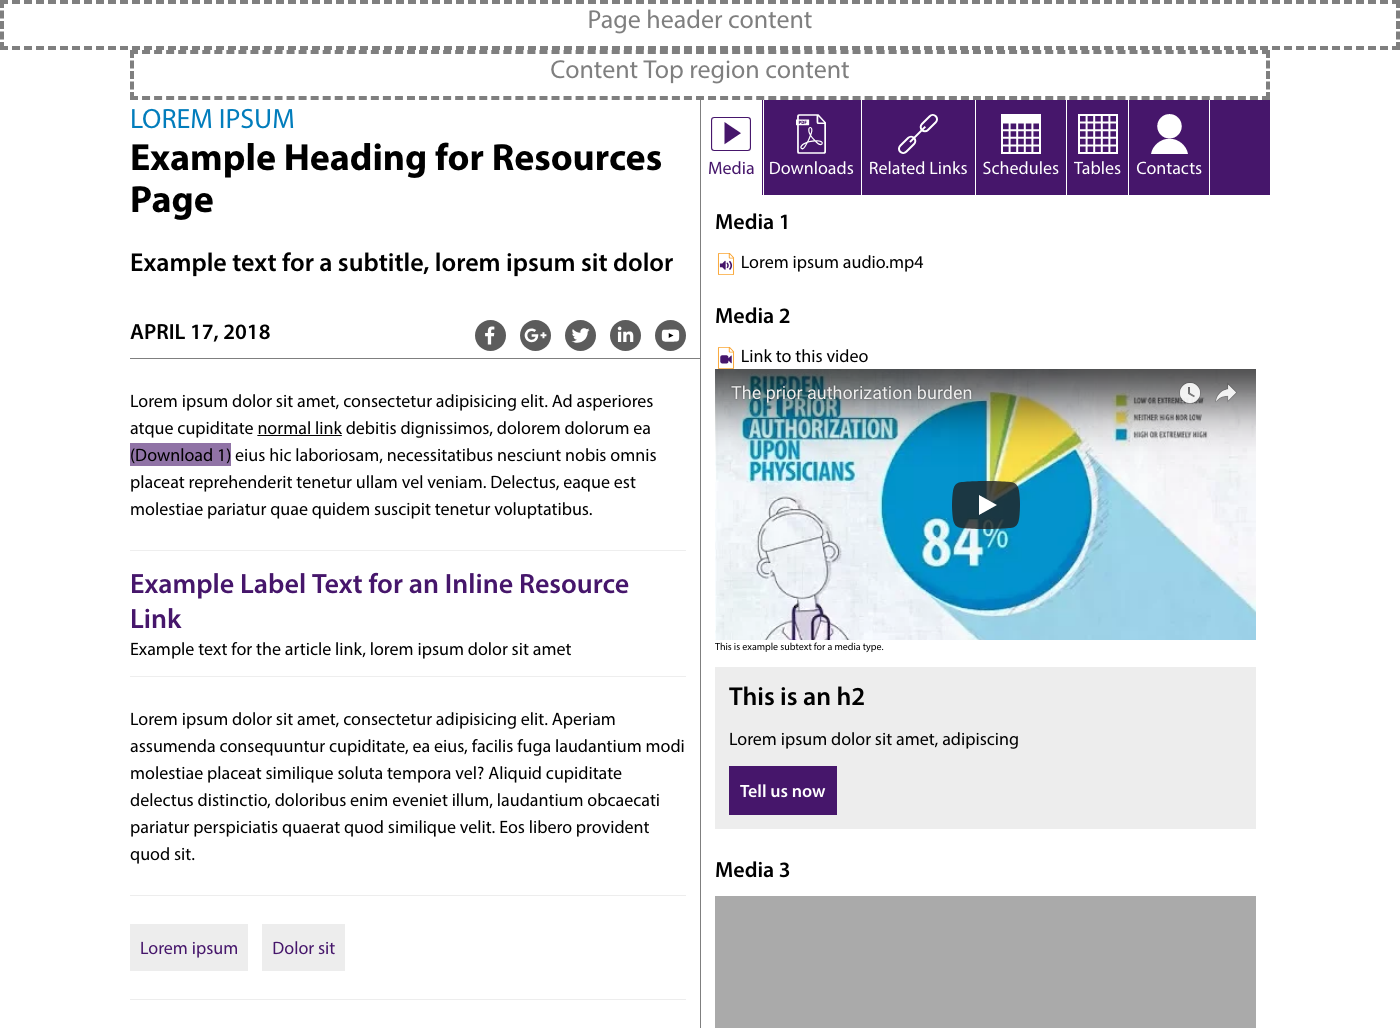 Page header content
Content Top region content
LOREM IPSUM
Example Heading for Resources
Page
Example text for a subtitle, lorem ipsum sit dolor
APRIL 17, 2018
Lorem ipsum dolor sit amet, consectetur adipisicing elit. Ad asperiores
atque cupiditate normal link debitis dignissimos, dolorem dolorum ea
(Download 1) eius hic laboriosam, necessitatibus nesciunt nobis omnis
placeat reprehenderit tenetur ullam vel veniam. Delectus, eaque est
molestiae pariatur quae quidem suscipit tenetur voluptatibus.
Example Label Text for an Inline Resource
Link
Example text for the article link, lorem ipsum dolor sit amet
Lorem ipsum dolor sit amet, consectetur adipisicing elit. Aperiam
assumenda consequuntur cupiditate, ea eius, facilis fuga laudantium modi
molestiae placeat similique soluta tempora vel? Aliquid cupiditate
delectus distinctio, doloribus enim eveniet illum, laudantium obcaecati
pariatur perspiciatis quaerat quod similique velit. Eos libero provident
quod sit.
Lorem ipsum Dolor sit
Media Downloads Related Links Schedules Tables Contacts
Media 1
Lorem ipsum audio.mp4
Media 2
Link to this video
The prior authorization burden
BURDEN
OF PRIOR
AUTHORIZATION
UPON
PHYSICIANS
LOW OR EXTREMELY LOW
NEITHER HIGH NOR LOW
HIGH OR EXTREMELY HIGH
84%
This is example subtext for a media type.
This is an h2
Lorem ipsum dolor sit amet, adipiscing
Tell us now
Media 3